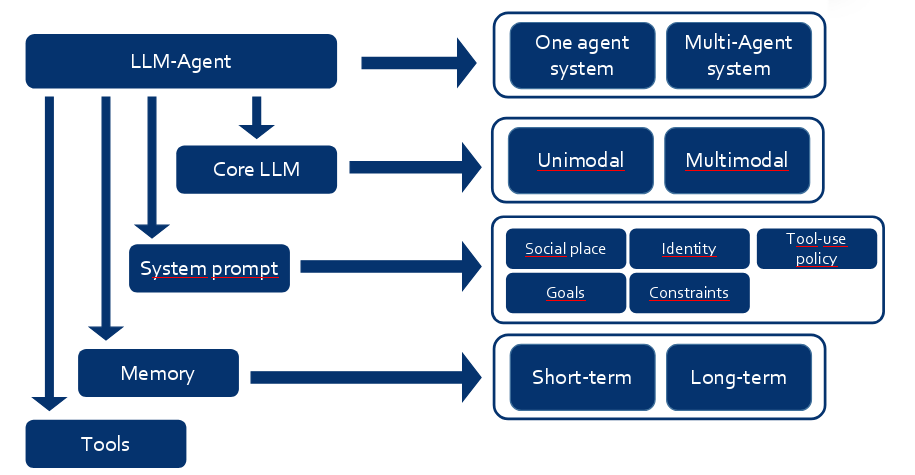 LLM-Agent
One agent
system
Multi-Agent
system
Core LLM
Unimodal
Multimodal
System prompt
Social place
Identity
Tool-use
policy
Goals
Constraints
Memory
Short-term
Long-term
Tools